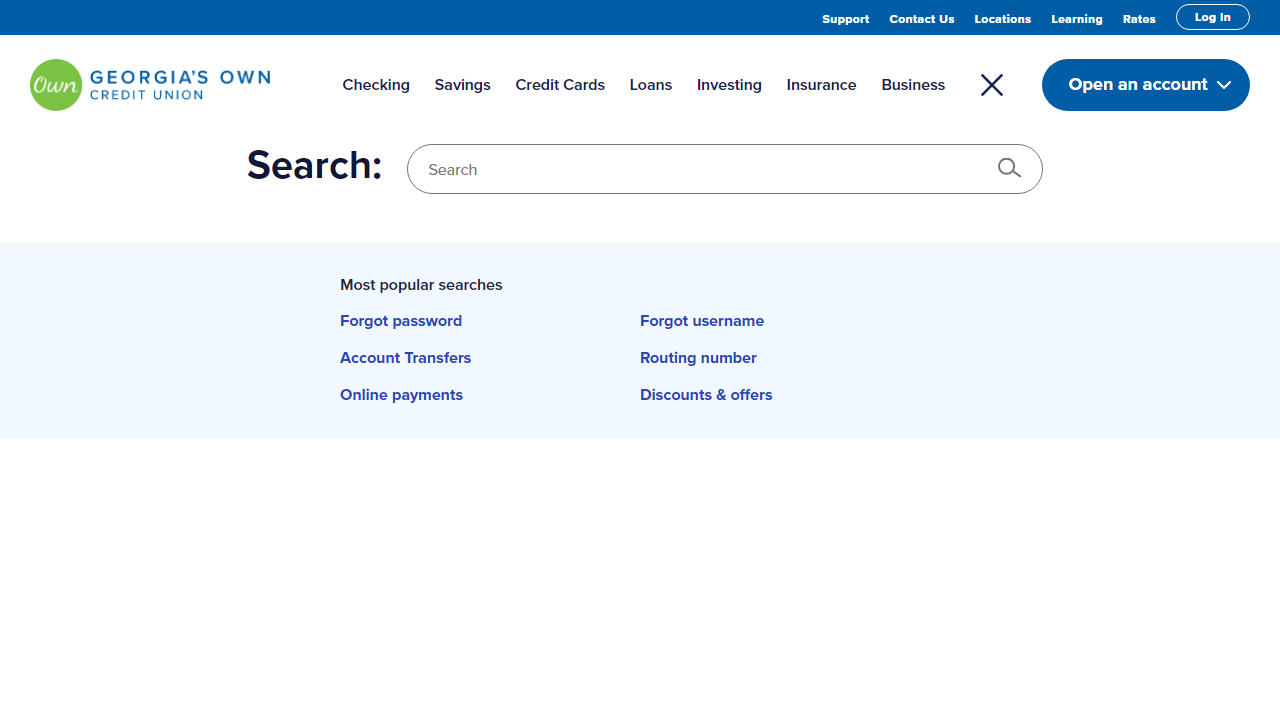 Support Contact Us Locations Learning Rates Log In
Own GEORGIA'S OWN
CREDIT UNION
Checking Savings Credit Cards Loans Investing Insurance Business Open an account
Search: Search
Most popular searches
Forgot password Forgot username
Account Transfers Routing number
Online payments Discounts & offers